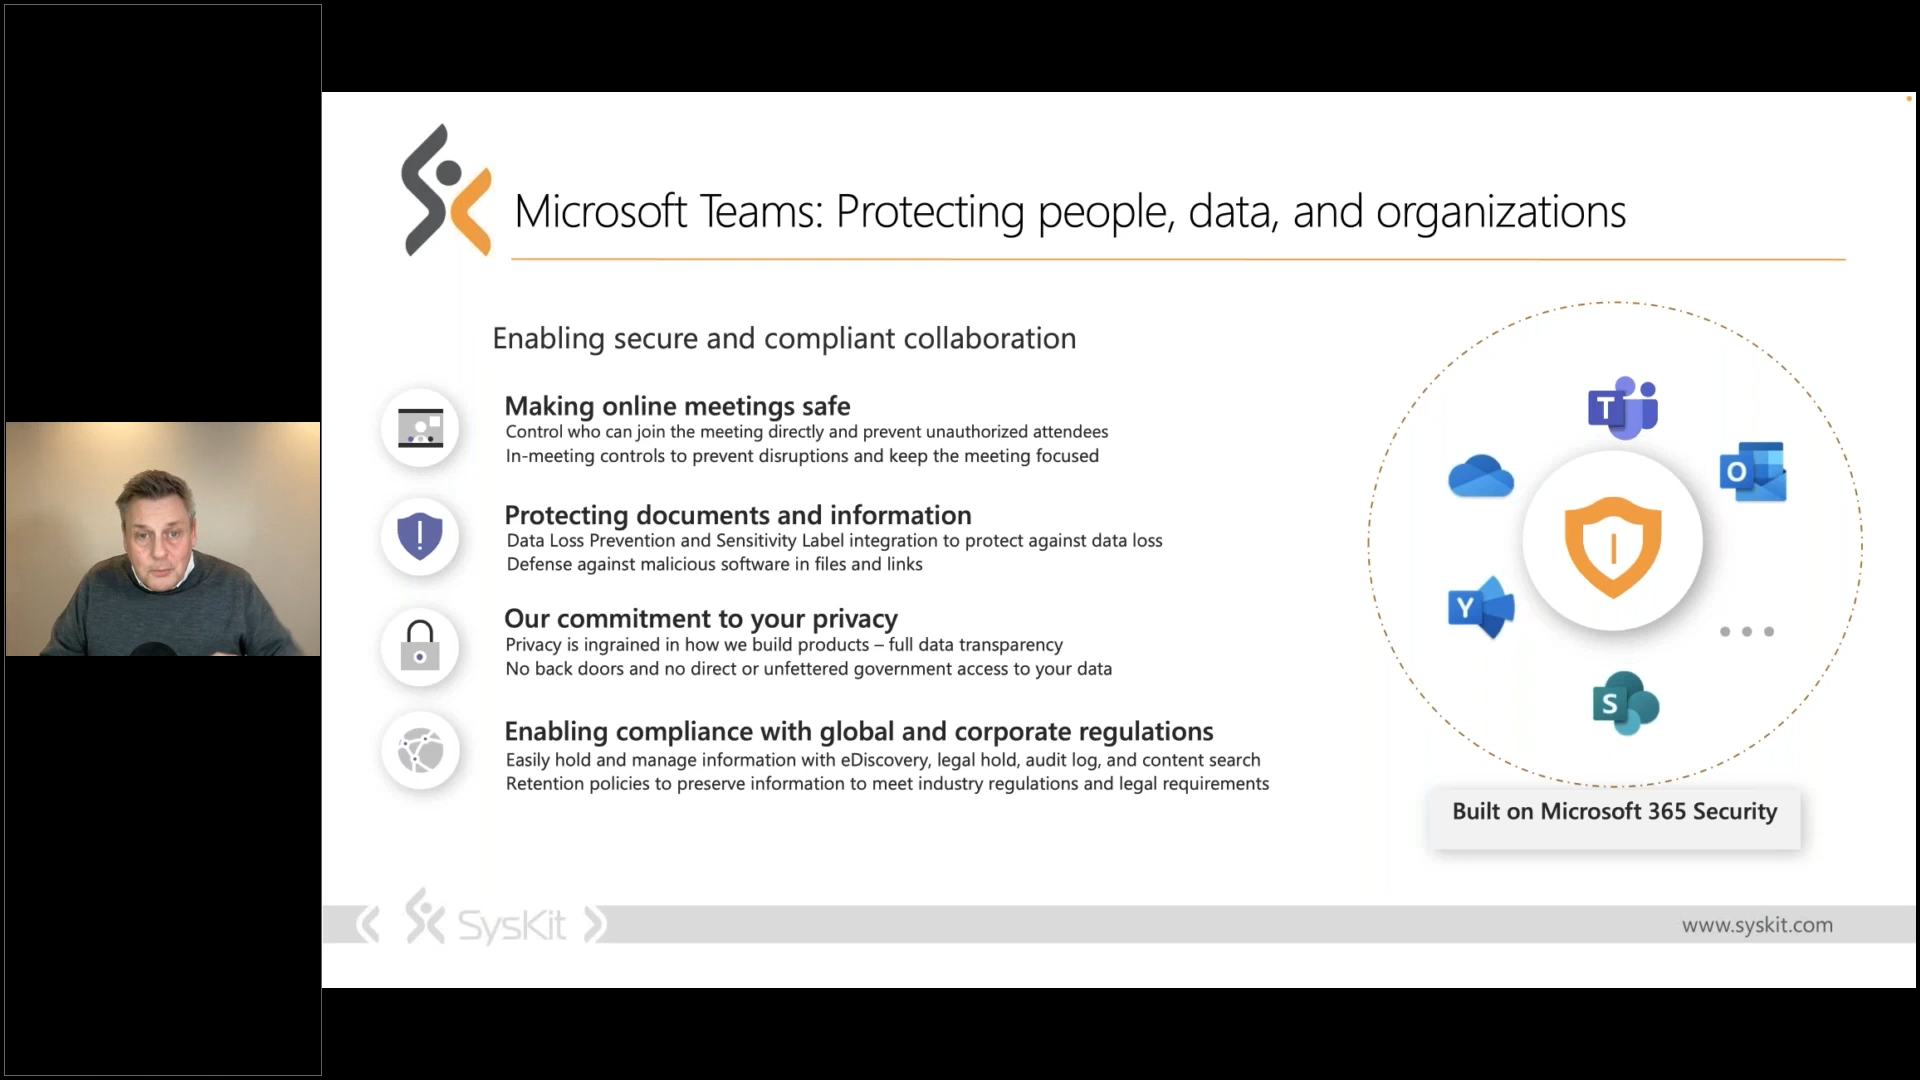 Microsoft Teams: Protecting people, data, and organizations
Enabling secure and compliant collaboration
Making online meetings safe
Control who can join the meeting directly and prevent unauthorized attendees
In-meeting controls to prevent disruptions and keep the meeting focused
Protecting documents and information
Data Loss Prevention and Sensitivity Label integration to protect against data loss
Defense against malicious software in files and links
Our commitment to your privacy
Privacy is ingrained in how we build products – full data transparency
No back doors and no direct or unfettered government access to your data
Enabling compliance with global and corporate regulations
Easily hold and manage information with eDiscovery, legal hold, audit log, and content search
Retention policies to preserve information to meet industry regulations and legal requirements
T
O
Y
S
Built on Microsoft 365 Security
SysKit
www.syskit.com